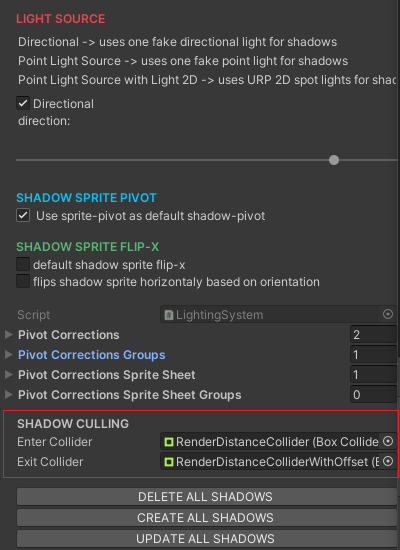 LIGHT SOURCE
Directional -> uses one fake directional light for shadows
Point Light Source -> uses one fake point light for shadows
Point Light Source with Light 2D -> uses URP 2D spot lights for shad
Directional
direction:
SHADOW SPRITE PIVOT
Use sprite-pivot as default shadow-pivot
SHADOW SPRITE FLIP-X
default shadow sprite flip-x
flips shadow sprite horizontaly based on orientation
Script LightingSystem
Pivot Corrections 2
Pivot Corrections Groups 1
Pivot Corrections Sprite Sheet 1
Pivot Corrections Sprite Sheet Groups 0
SHADOW CULLING
Enter Collider RenderDistanceCollider (Box Collide
Exit Collider RenderDistanceColliderWithOffset (B
DELETE ALL SHADOWS
CREATE ALL SHADOWS
UPDATE ALL SHADOWS